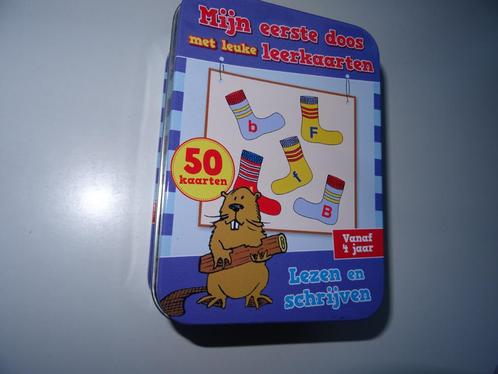 Mijn eerste doos
met leuke leerkaarten
b
F
50
kaarten
f
B
Vanaf
4 jaar
Lezen en
schrijven